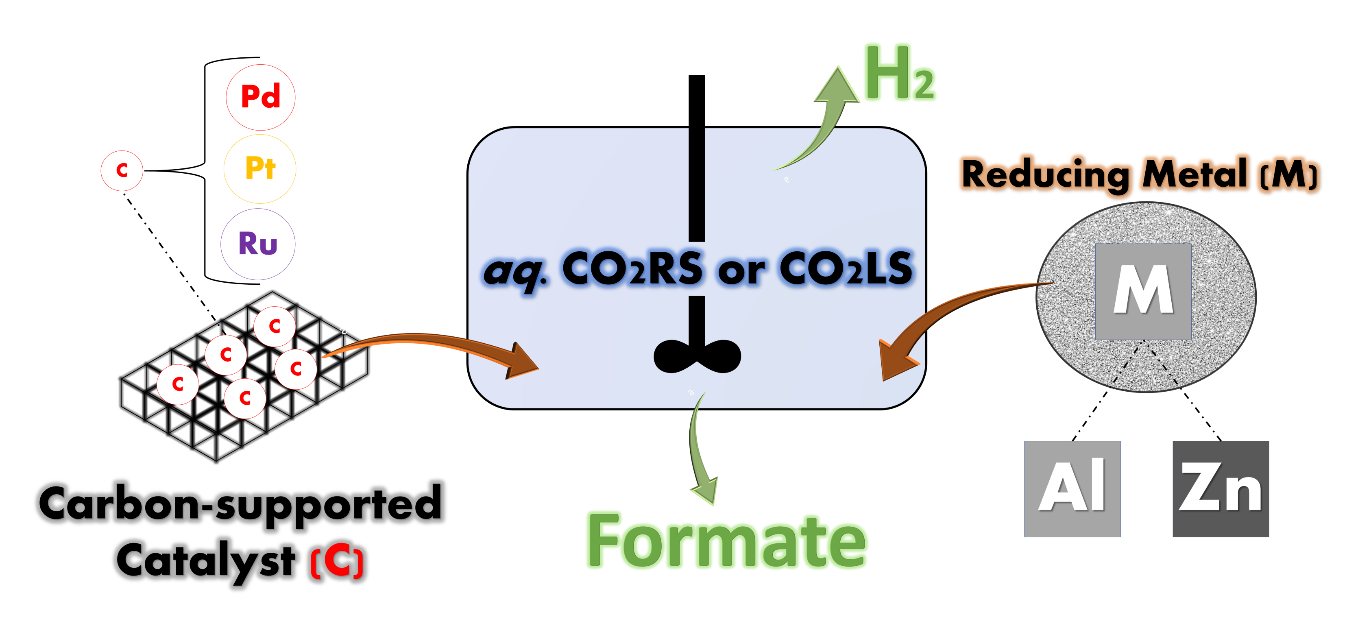 Pd
C
Pt
Ru
C
C
C
C
C
Carbon-supported
Catalyst (C)
H2
aq. CO2RS or CO2LS
Formate
Reducing Metal (M)
M
Al
Zn